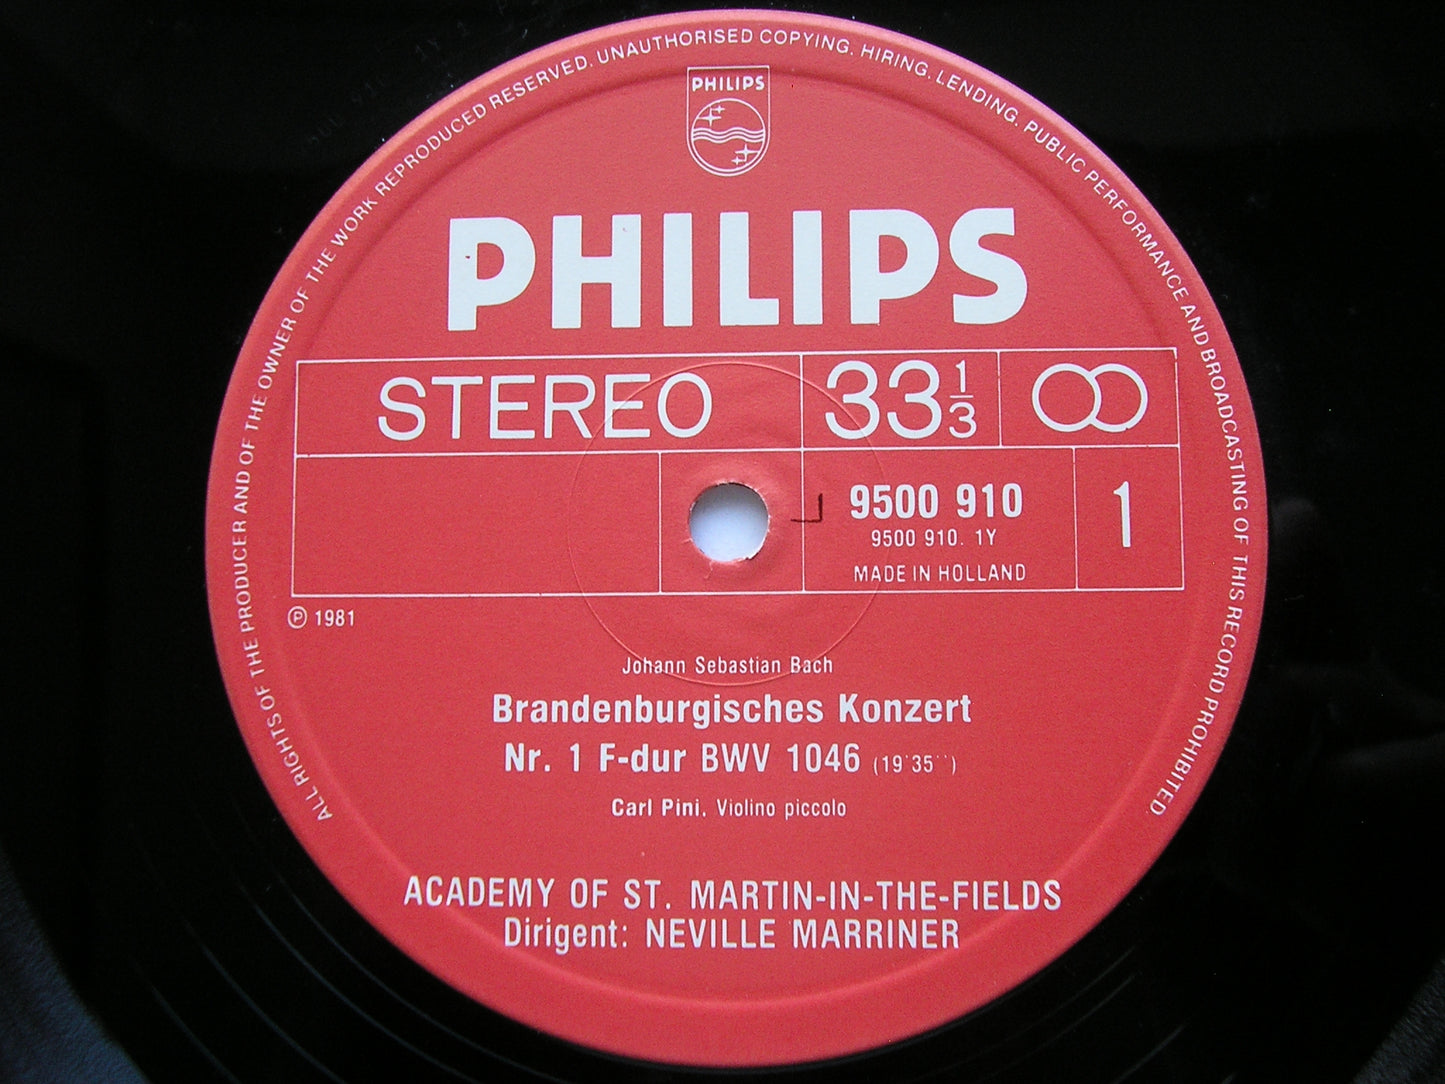 ALL RIGHTS OF THE PRODUCER AND OF THE OWNER OF THE WORK REPRODUCED RESERVED. UNAUTHORISED COPYING. HIRING. LENDING. PUBLIC PERFORMANCE AND BROADCASTING OF THIS RECORD PROHIBITED.
PHILIPS
PHILIPS
STEREO 33 1/3
9500 910 1
9500 910. 1Y
MADE IN HOLLAND
℗ 1981
Johann Sebastian Bach
Brandenburgisches Konzert
Nr. 1 F-dur BWV 1046 (19'35'')
Carl Pini, Violino piccolo
ACADEMY OF ST. MARTIN-IN-THE-FIELDS
Dirigent: NEVILLE MARRINER